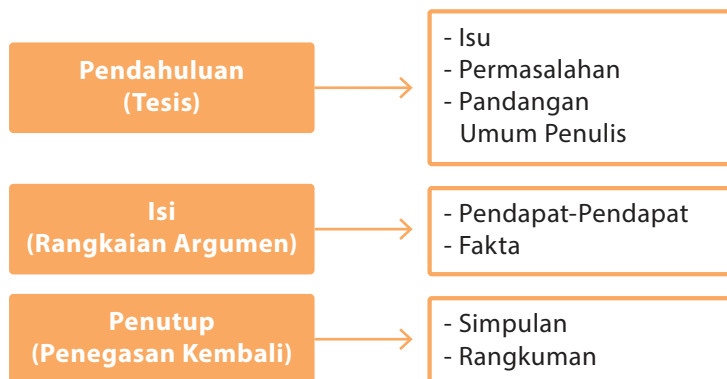 Pendahuluan
(Tesis)
- Isu
- Permasalahan
- Pandangan
Umum Penulis
Isi
(Rangkaian Argumen)
- Pendapat-Pendapat
- Fakta
Penutup
(Penegasan Kembali)
- Simpulan
- Rangkuman